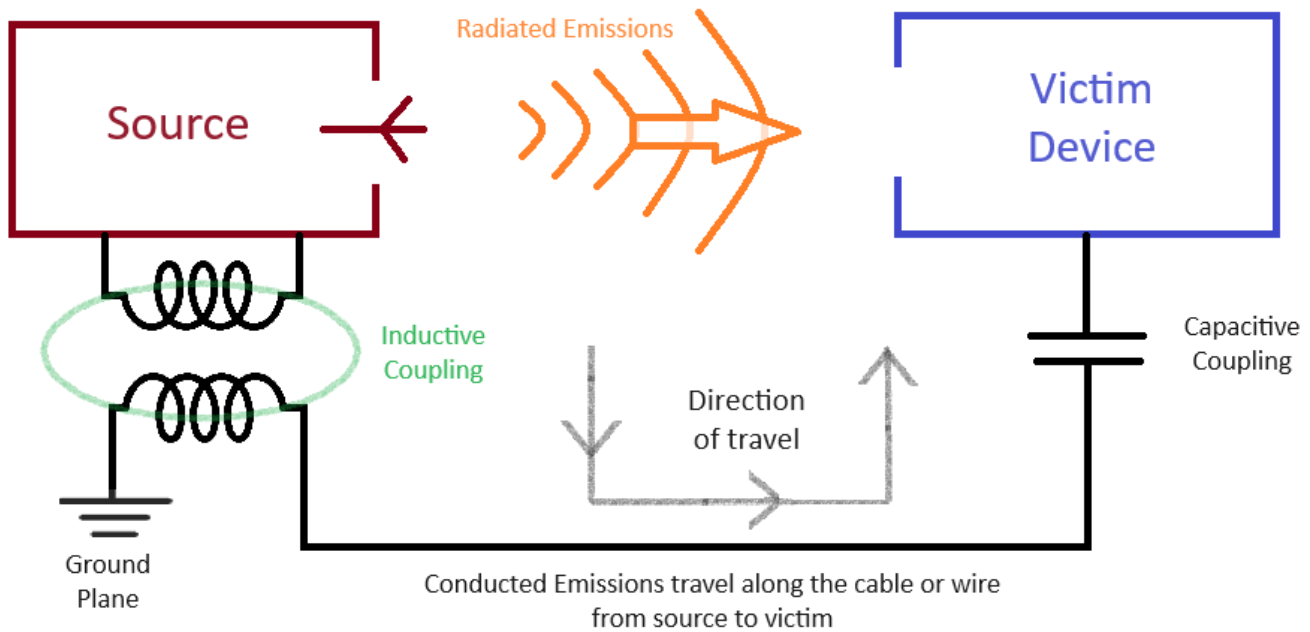 Radiated Emissions
Source
Victim
Device
Inductive
Coupling
Capacitive
Coupling
Direction
of travel
Ground
Plane
Conducted Emissions travel along the cable or wire
from source to victim